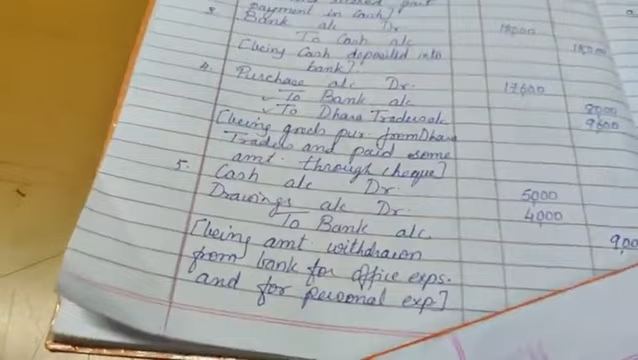 payment in cash]
3. Bank a/c Dr.
To Cash a/c
[being Cash deposited into
bank].
4. Purchase a/c Dr. 17600
To Bank a/c 8000
To Dhara Traders a/c 9600
[being goods pur. from Dhara
Traders and paid some
amt. through cheque]
5. Cash a/c Dr. 5000
Drawings a/c Dr. 4000
To Bank a/c
[being amt withdrawn
from bank for office exps.
and for personal exp]